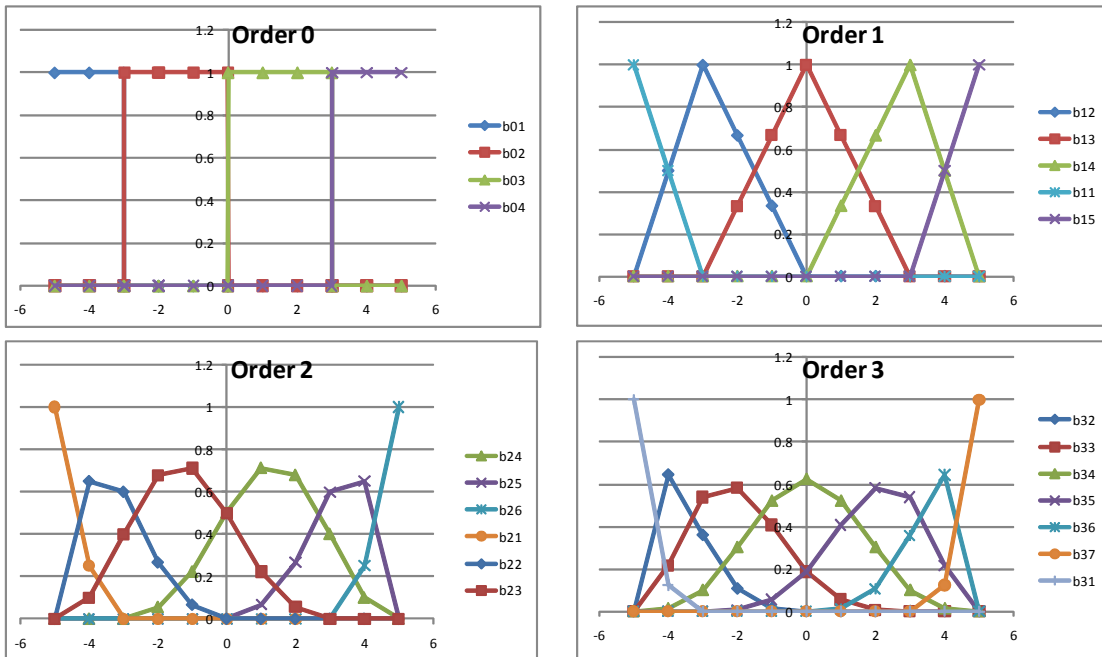 Order 0
1.2
1
0.8
0.6
0.4
0.2
0
-6 -4 -2 0 2 4 6
b01
b02
b03
b04
Order 1
1.2
1
0.8
0.6
0.4
0.2
0
-6 -4 -2 0 2 4 6
b12
b13
b14
b11
b15
Order 2
1.2
1
0.8
0.6
0.4
0.2
0
-6 -4 -2 0 2 4 6
b24
b25
b26
b21
b22
b23
Order 3
1.2
1
0.8
0.6
0.4
0.2
0
-6 -4 -2 0 2 4 6
b32
b33
b34
b35
b36
b37
b31